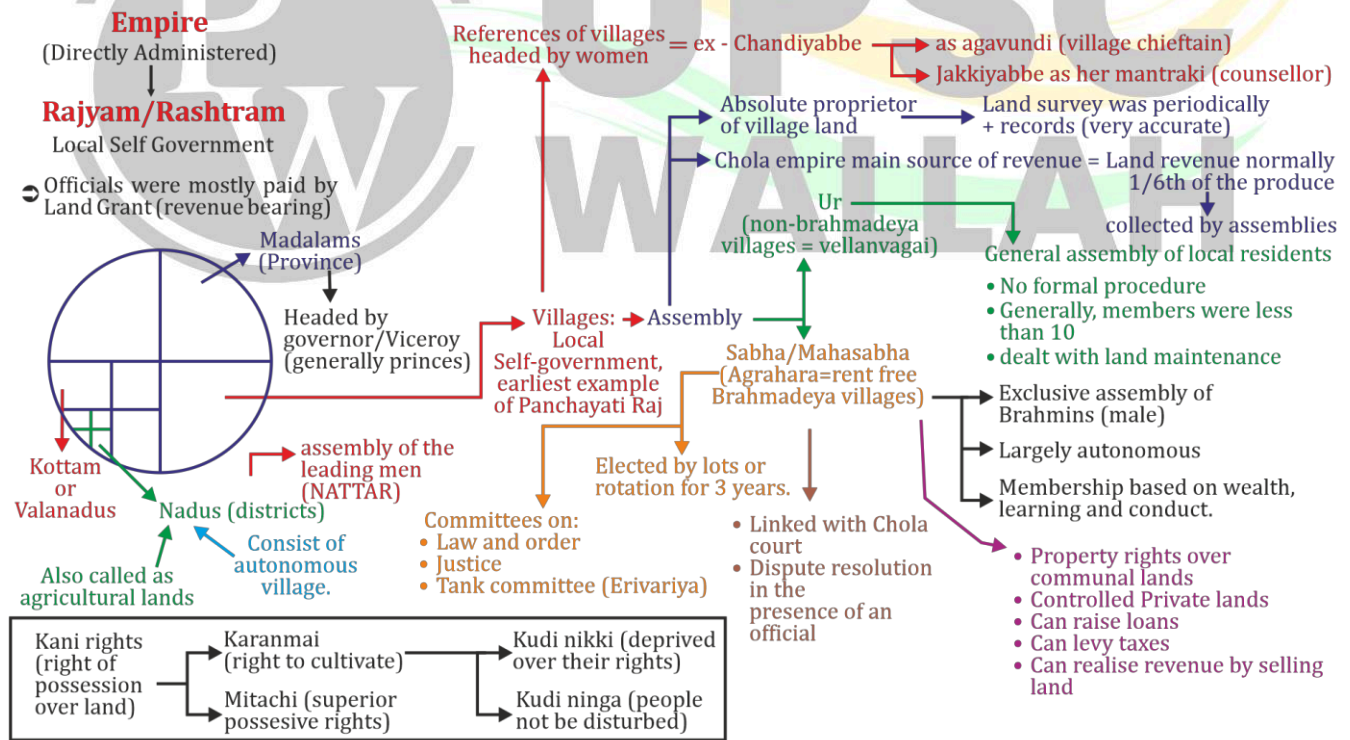 UPSC
WALLAH
PW
Empire
(Directly Administered)
Rajyam/Rashtram
Local Self Government
➲ Officials were mostly paid by
Land Grant (revenue bearing)
Madalams
(Province)
Headed by
governor/Viceroy
(generally princes)
Kottam
or
Valanadus
Nadus (districts)
Also called as
agricultural lands
Consist of
autonomous
village.
assembly of the
leading men
(NATTAR)
References of villages
headed by women
= ex - Chandiyabbe
as agavundi (village chieftain)
Jakkiyabbe as her mantraki (counsellor)
Absolute proprietor
of village land
Land survey was periodically
+ records (very accurate)
Chola empire main source of revenue = Land revenue normally
1/6th of the produce
collected by assemblies
Ur
(non-brahmadeya
villages = vellanvagai)
General assembly of local residents
• No formal procedure
• Generally, members were less
than 10
• dealt with land maintenance
Villages:
Local
Self-government,
earliest example
of Panchayati Raj
Assembly
Sabha/Mahasabha
(Agrahara=rent free
Brahmadeya villages)
Exclusive assembly of
Brahmins (male)
Largely autonomous
Membership based on wealth,
learning and conduct.
Elected by lots or
rotation for 3 years.
Committees on:
• Law and order
• Justice
• Tank committee (Erivariya)
• Linked with Chola
court
• Dispute resolution
in the
presence of an
official
• Property rights over
communal lands
• Controlled Private lands
• Can raise loans
• Can levy taxes
• Can realise revenue by selling
land
Kani rights
(right of
possession
over land)
Karanmai
(right to cultivate)
Mitachi (superior
possesive rights)
Kudi nikki (deprived
over their rights)
Kudi ninga (people
not be disturbed)